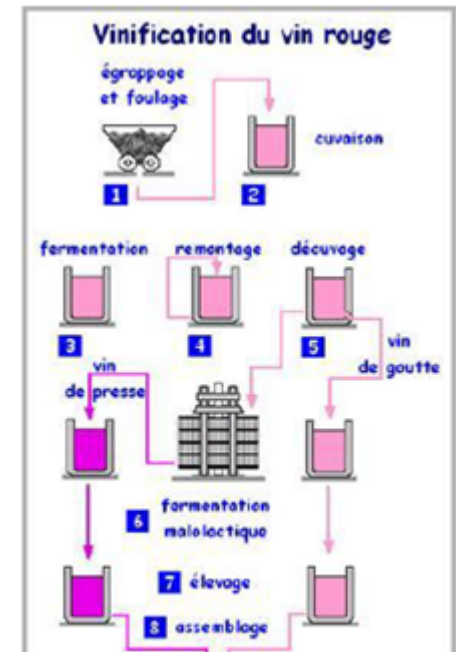 Vinification du vin rouge
égrappage
et foulage
cuvaison
1
2
fermentation
remontage
décuvage
3
4
5
vin
de goutte
vin
de presse
6
fermentation
malolactique
7
élevage
8
assemblage